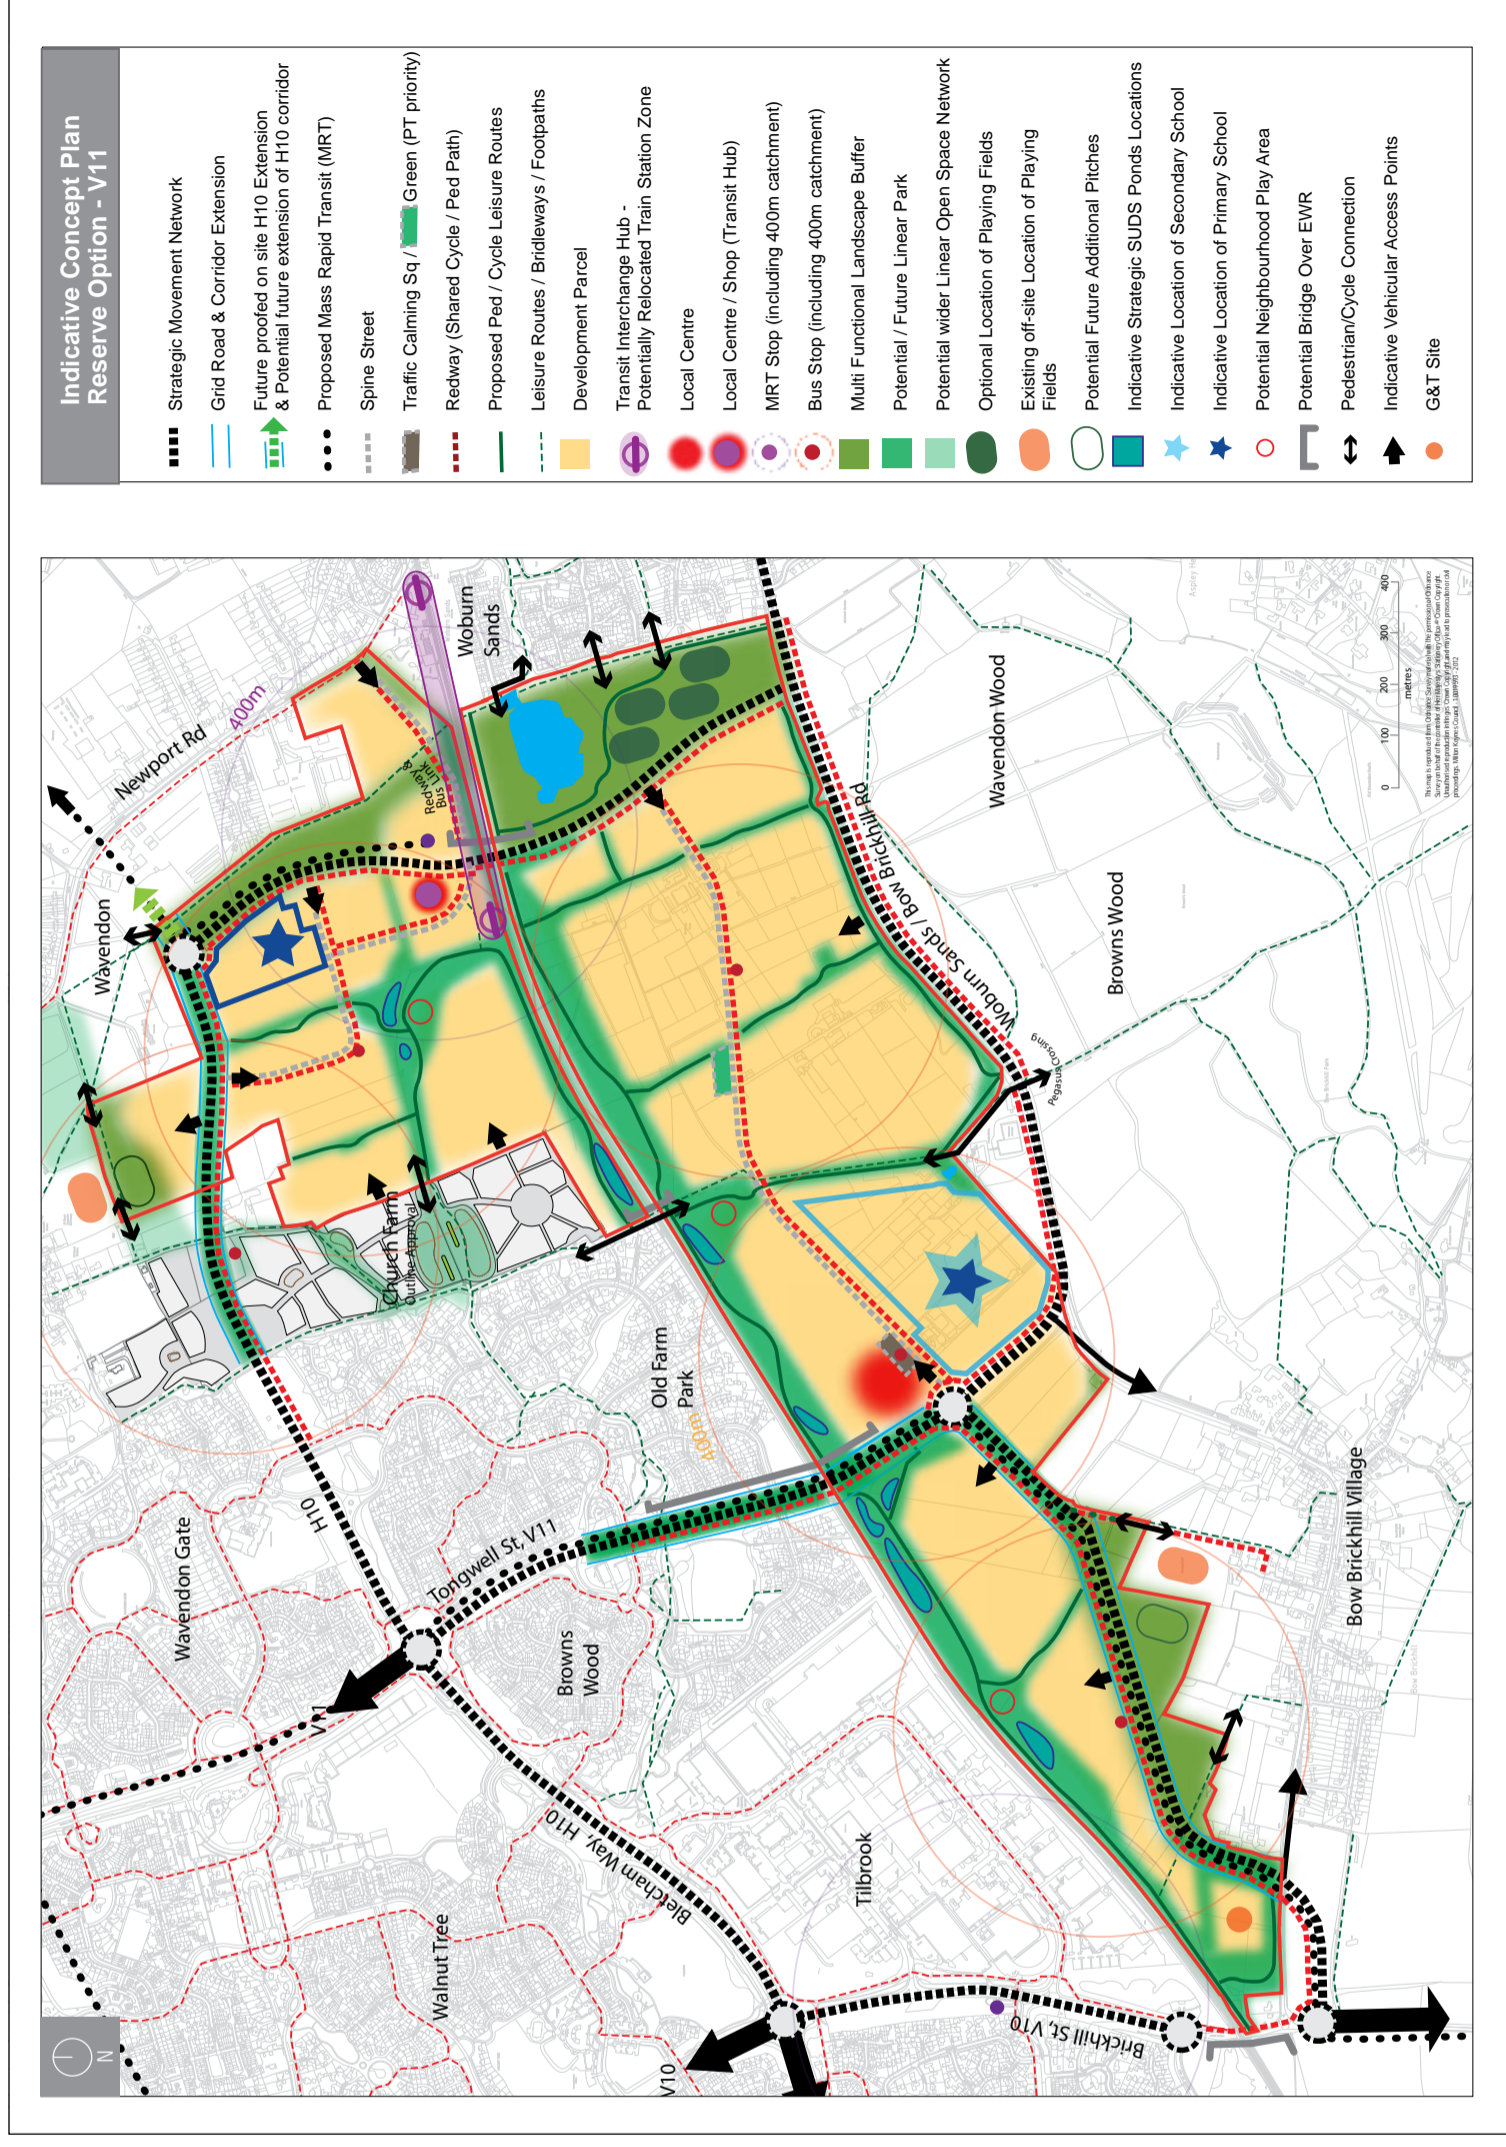 Indicative Concept Plan
Reserve Option - V11
Strategic Movement Network
Grid Road & Corridor Extension
Future proofed on site H10 Extension
& Potential future extension of H10 corridor
Proposed Mass Rapid Transit (MRT)
Spine Street
Traffic Calming Sq / Green (PT priority)
Redway (Shared Cycle / Ped Path)
Proposed Ped / Cycle Leisure Routes
Leisure Routes / Bridleways / Footpaths
Development Parcel
Transit Interchange Hub -
Potentially Relocated Train Station Zone
Local Centre
Local Centre / Shop (Transit Hub)
MRT Stop (including 400m catchment)
Bus Stop (including 400m catchment)
Multi Functional Landscape Buffer
Potential / Future Linear Park
Potential wider Linear Open Space Network
Optional Location of Playing Fields
Existing off-site Location of Playing
Fields
Potential Future Additional Pitches
Indicative Strategic SUDS Ponds Locations
Indicative Location of Secondary School
Indicative Location of Primary School
Potential Neighbourhood Play Area
Potential Bridge Over EWR
Pedestrian/Cycle Connection
Indicative Vehicular Access Points
G&T Site
N
Walnut Tree
Wavendon Gate
Wavendon
Newport Rd
400m
Woburn
Sands
Redway &
Bus Link
H10
V11
Tongwell St, V11
Church Farm
Outline Approval
Browns
Wood
Old Farm
Park
400m
Bletcham Way, H10
V10
Tilbrook
Brickhill St, V10
Woburn Sands / Bow Brickhill Rd
Wavendon Wood
Browns Wood
Pegasus Crossing
Bow Brickhill Village
0
100
200
300
400
metres